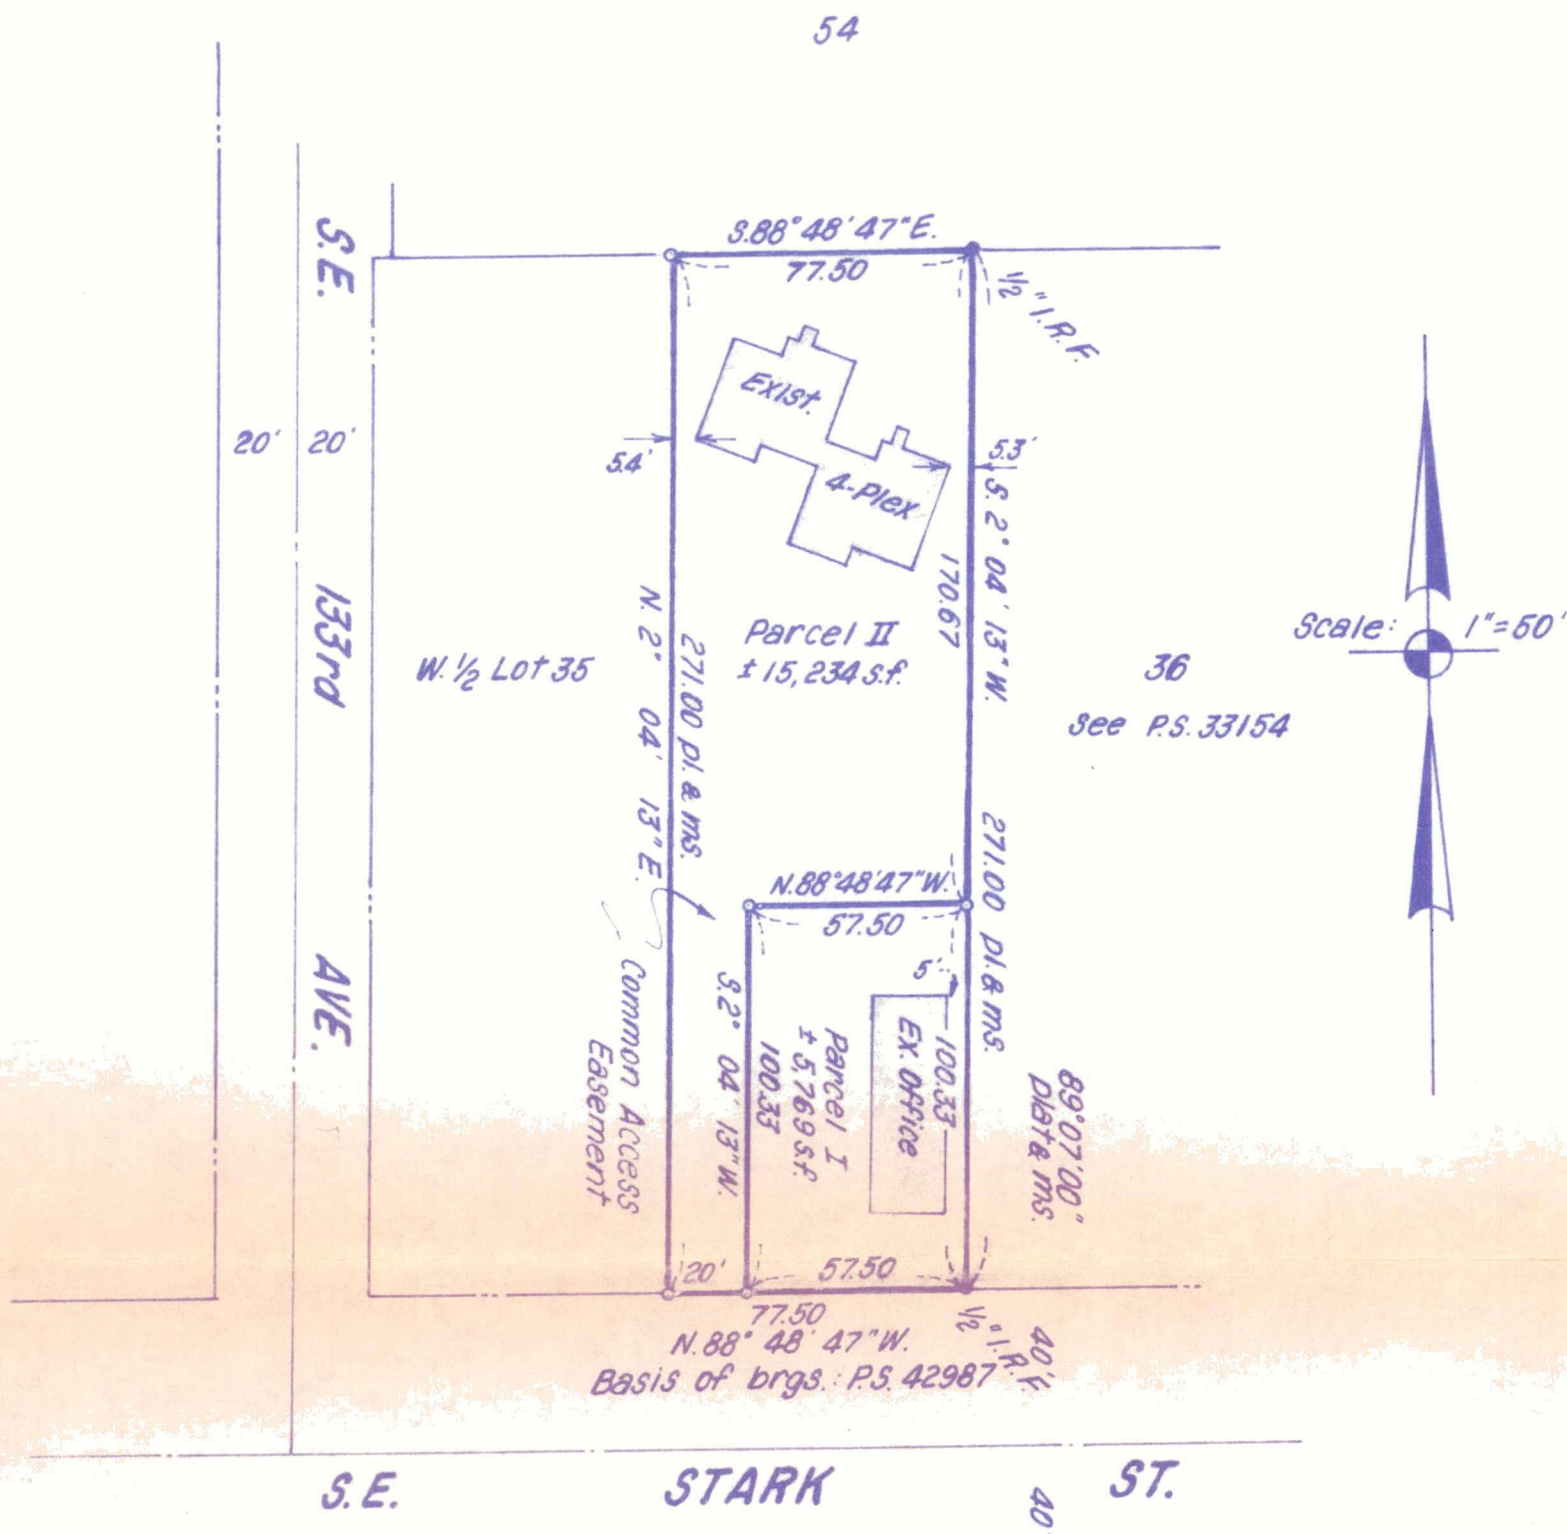 54
S.88°48'47"E.
77.50
1/2" I.R.F.
S.E. 133rd AVE.
20' 20'
Exist.
4-Plex
5.4'
5.3'
S. 2° 04' 13" W.
170.67
N. 2° 04' 13" E.
271.00 pl. & ms.
Parcel II
± 15,234 s.f.
W. 1/2 Lot 35
36
See P.S. 33154
Scale: 1"=50'
271.00 pl. & ms.
N.88°48'47"W.
57.50
5'
Common Access
Easement
S.2° 04' 13" W.
100.33
Parcel I
± 5,769 s.f.
Ex. Office
100.33
89°07'00"
plat & ms.
20'
57.50
77.50
N.88° 48' 47"W.
Basis of brgs.: P.S. 42987
1/2" I.R.F.
40'
S.E. STARK ST.
40